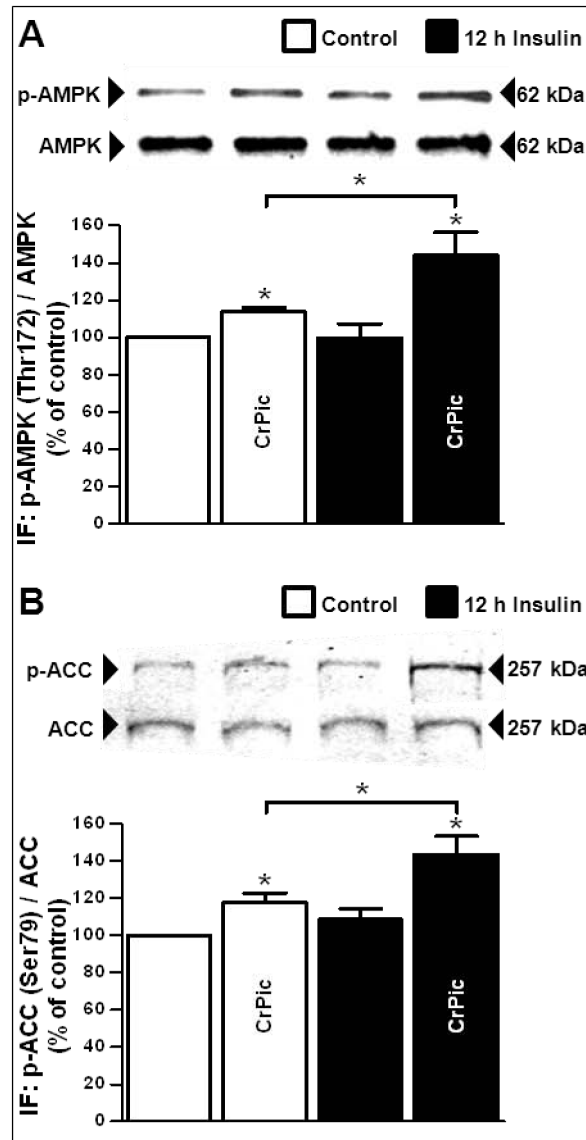 A
Control
12 h Insulin
p-AMPK
62 kDa
AMPK
62 kDa
*
IF: p-AMPK (Thr172) / AMPK
(% of control)
160
140
120
100
80
60
40
20
0
*
*
CrPic
CrPic
B
Control
12 h Insulin
p-ACC
257 kDa
ACC
257 kDa
*
IF: p-ACC (Ser79) / ACC
(% of control)
160
140
120
100
80
60
40
20
0
*
*
CrPic
CrPic